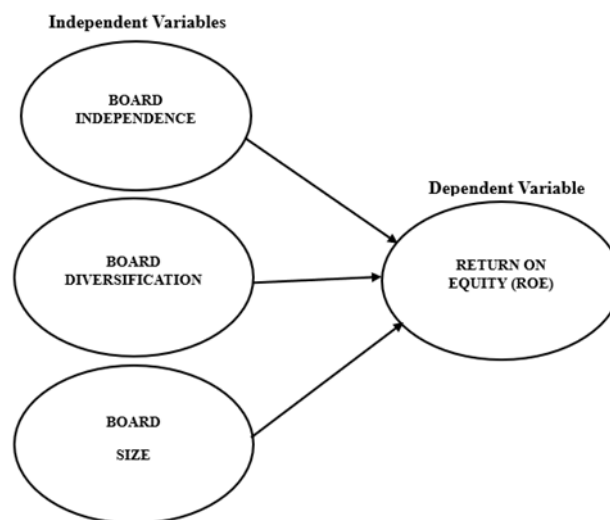 Independent Variables
BOARD
INDEPENDENCE
Dependent Variable
BOARD
DIVERSIFICATION
RETURN ON
EQUITY (ROE)
BOARD
SIZE